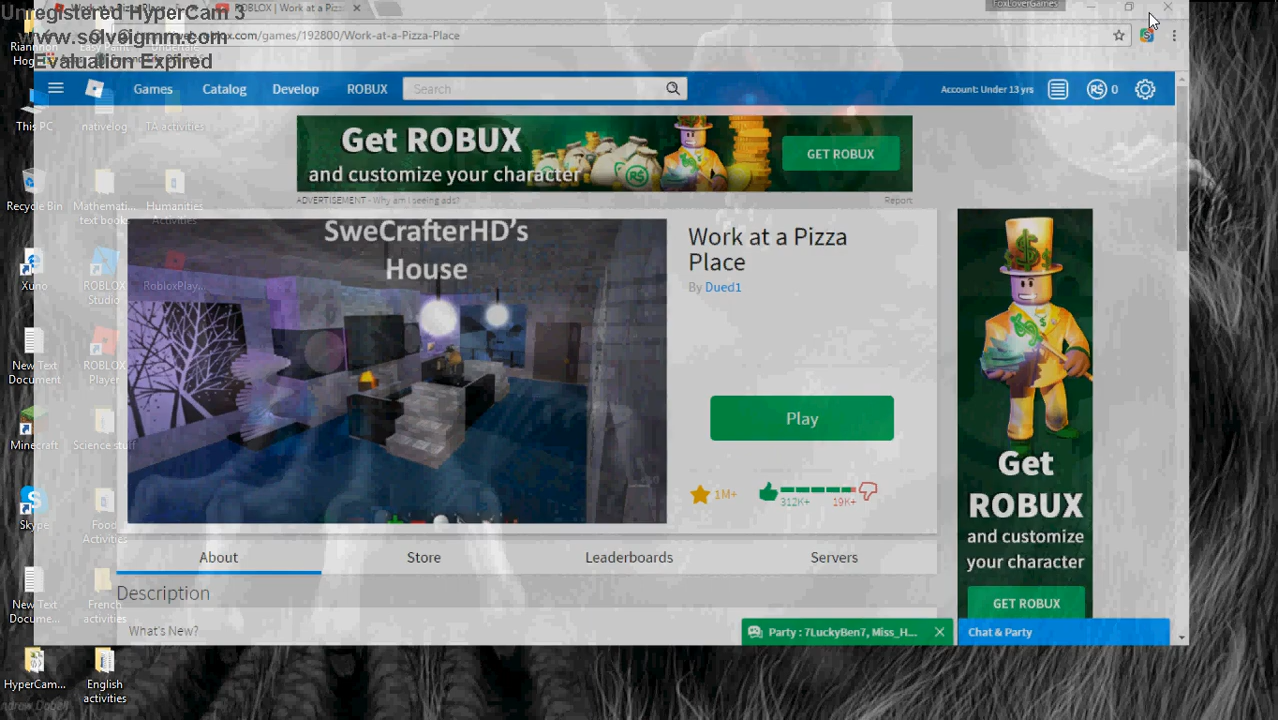 Unregistered HyperCam 3
www.solveigmm.com
Evaluation Expired
ROBLOX | Work at a Pizz
FoxLoverGames
web.roblox.com/games/192800/Work-at-a-Pizza-Place
Games
Catalog
Develop
ROBUX
Search
Account: Under 13 yrs
0
Get ROBUX
and customize your character
GET ROBUX
ADVERTISEMENT - Why am I seeing ads?
Report
SweCrafterHD's
House
Work at a Pizza
Place
By Dued1
Play
1M+
312K+
19K+
Get
ROBUX
and customize
your character
GET ROBUX
About
Store
Leaderboards
Servers
Description
What's New?
Party : 7LuckyBen7, Miss_H...
Chat & Party
This PC
nativelog
TA activities
Recycle Bin
Mathemati...
text books
Humanities
Activities
Xuno
ROBLOX
Studio
RobloxPlay...
New Text
Document
ROBLOX
Player
Minecraft
Science stuff
Skype
Food
Activities
New Text
Docume...
French
activities
HyperCam...
English
activities